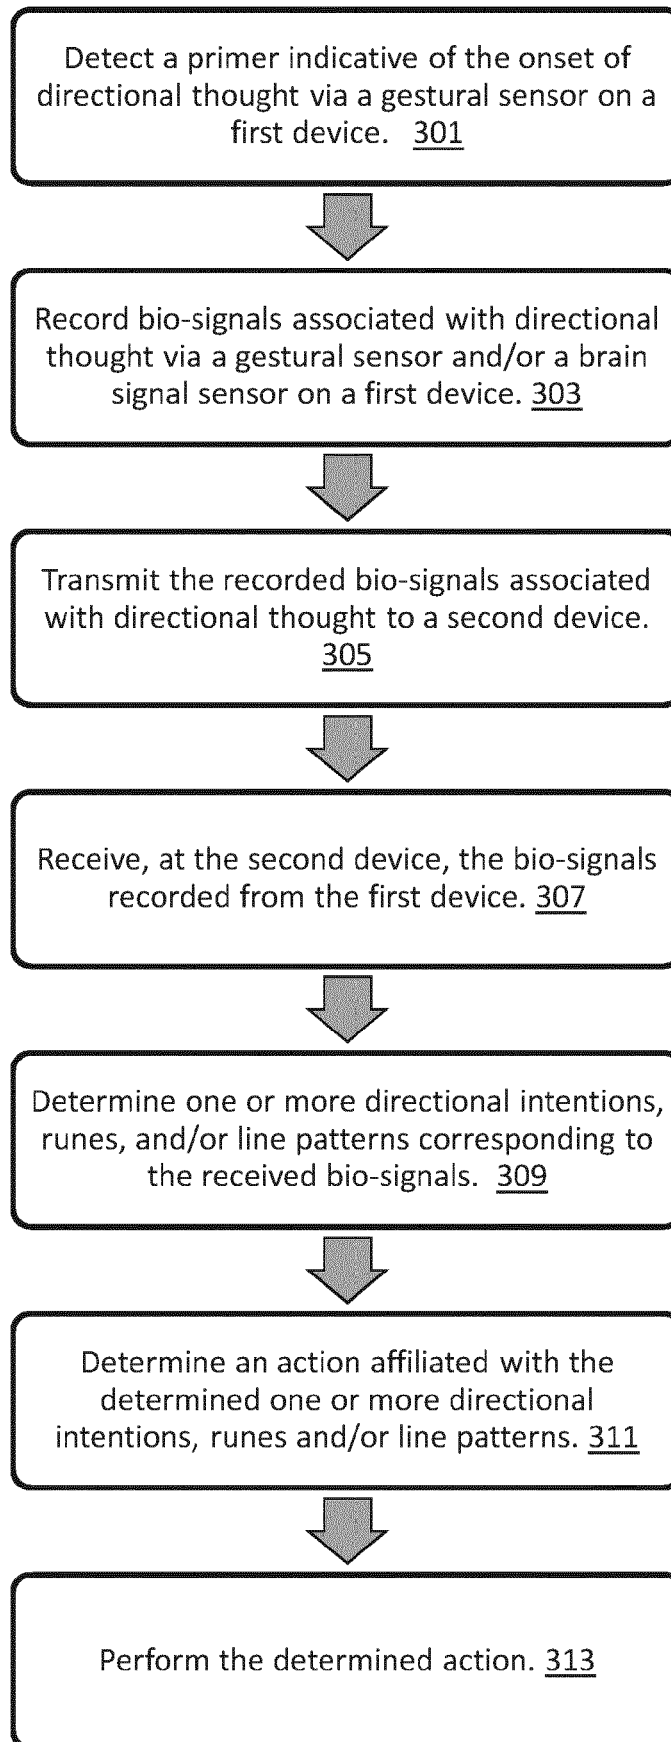 Detect a primer indicative of the onset of
directional thought via a gestural sensor on a
first device. 301
Record bio-signals associated with directional
thought via a gestural sensor and/or a brain
signal sensor on a first device. 303
Transmit the recorded bio-signals associated
with directional thought to a second device.
305
Receive, at the second device, the bio-signals
recorded from the first device. 307
Determine one or more directional intentions,
runes, and/or line patterns corresponding to
the received bio-signals. 309
Determine an action affiliated with the
determined one or more directional
intentions, runes and/or line patterns. 311
Perform the determined action. 313